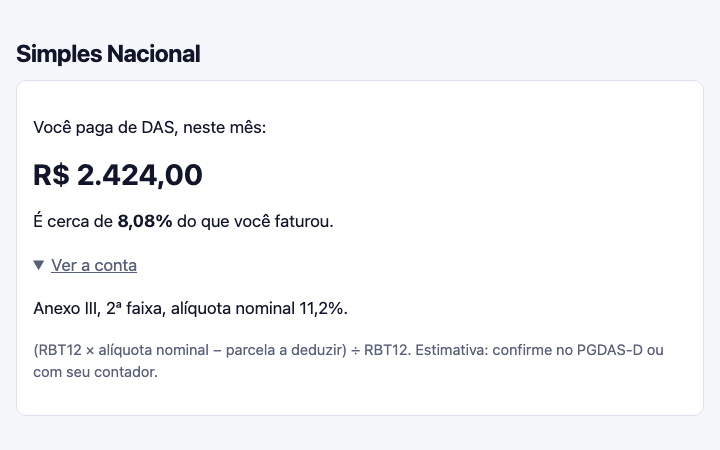 Simples Nacional
Você paga de DAS, neste mês:
R$ 2.424,00
É cerca de 8,08% do que você faturou.
▼ Ver a conta
Anexo III, 2ª faixa, alíquota nominal 11,2%.
(RBT12 × alíquota nominal − parcela a deduzir) ÷ RBT12. Estimativa: confirme no PGDAS-D ou
com seu contador.